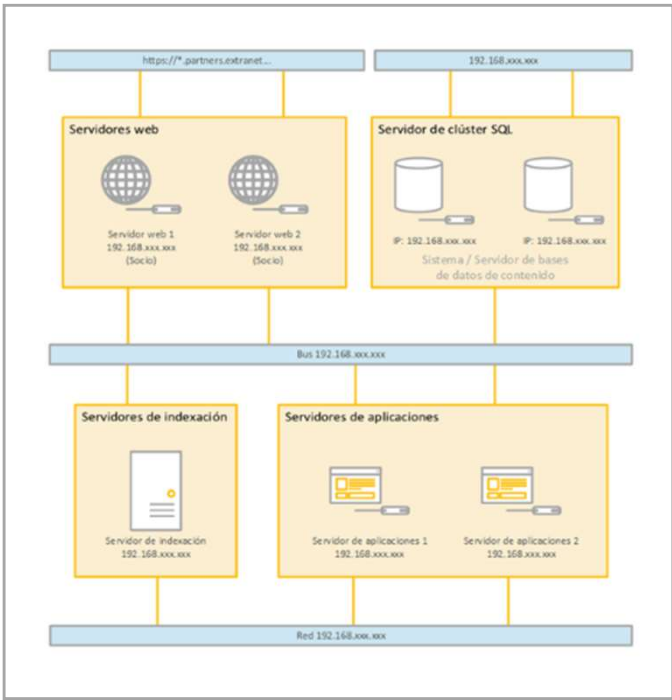 https://*.partners.extranet...
192.168.xxx.xxx
Servidores web
Servidor web 1
192.168.xxx.xxx
(Socio)
Servidor web 2
192.168.xxx.xxx
(Socio)
Servidor de clúster SQL
IP: 192.168.xxx.xxx
IP: 192.168.xxx.xxx
Sistema / Servidor de bases
de datos de contenido
Bus 192.168.xxx.xxx
Servidores de indexación
Servidor de indexación
192.168.xxx.xxx
Servidores de aplicaciones
Servidor de aplicaciones 1
192.168.xxx.xxx
Servidor de aplicaciones 2
192.168.xxx.xxx
Red 192.168.xxx.xxx